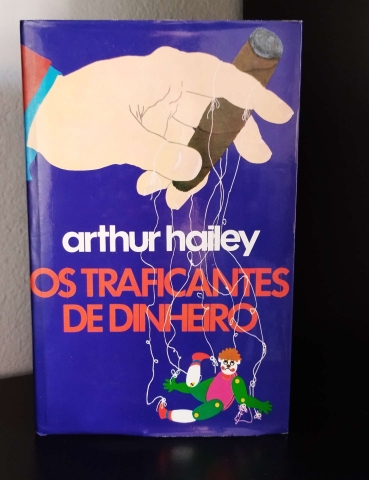 arthur hailey
OS TRAFICANTES
DE DINHEIRO